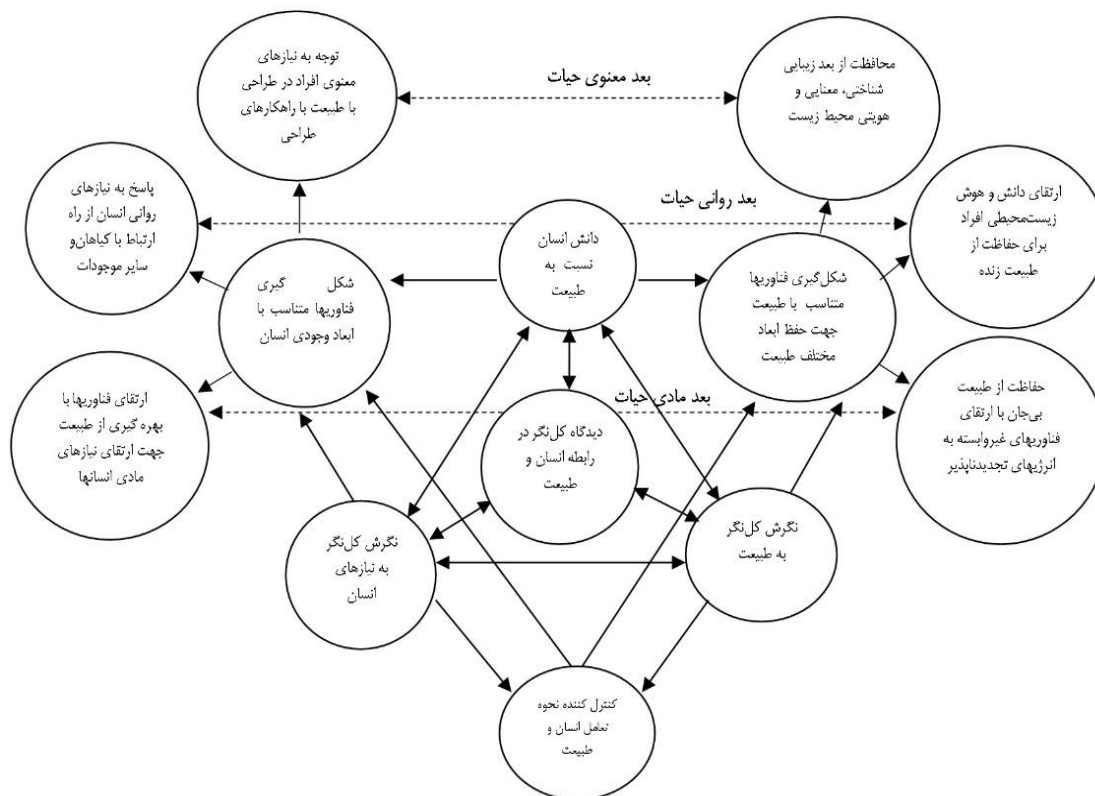 محافظت از بعد زیبایی
شناختی، معنایی و
هویتی محیط زیست
بعد معنوی حیات
توجه به نیازهای
معنوی افراد در طراحی
با طبیعت با راهکارهای
طراحی
ارتقای دانش و هوش
زیست‌محیطی افراد
برای حفاظت از
طبیعت زنده
بعد روانی حیات
پاسخ به نیازهای
روانی انسان از راه
ارتباط با کیاهان‌و
سایر موجودات
دانش انسان
نسبت به
طبیعت
شکل‌گیری فناوریها
متناسب با طبیعت
جهت حفظ ابعاد
مختلف طبیعت
شکل گیری
فناوریها متناسب با
ابعاد وجودی انسان
حفاظت از طبیعت
بی‌جان با ارتقای
فناوریهای غیروابسته به
انرژیهای تجدیدناپذیر
بعد مادی حیات
ارتقای فناوریها با
بهره گیری از طبیعت
جهت ارتقای نیازهای
مادی انسانها
دیدگاه کل‌نگر در
رابطه انسان و
طبیعت
نگرش کل‌نگر
به طبیعت
نگرش کل‌نگر
به نیازهای
انسان
کنترل کننده نحوه
تعامل انسان و
طبیعت